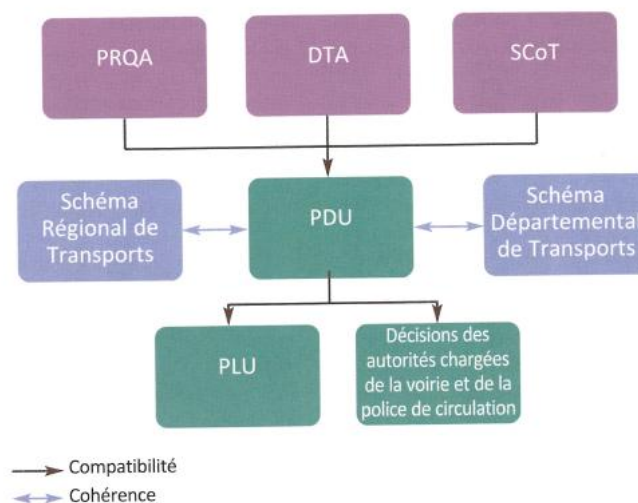 PRQA
DTA
SCoT
Schéma
Régional de
Transports
PDU
Schéma
Départemental
de Transports
PLU
Décisions des
autorités chargées
de la voirie et de la
police de circulation
Compatibilité
Cohérence